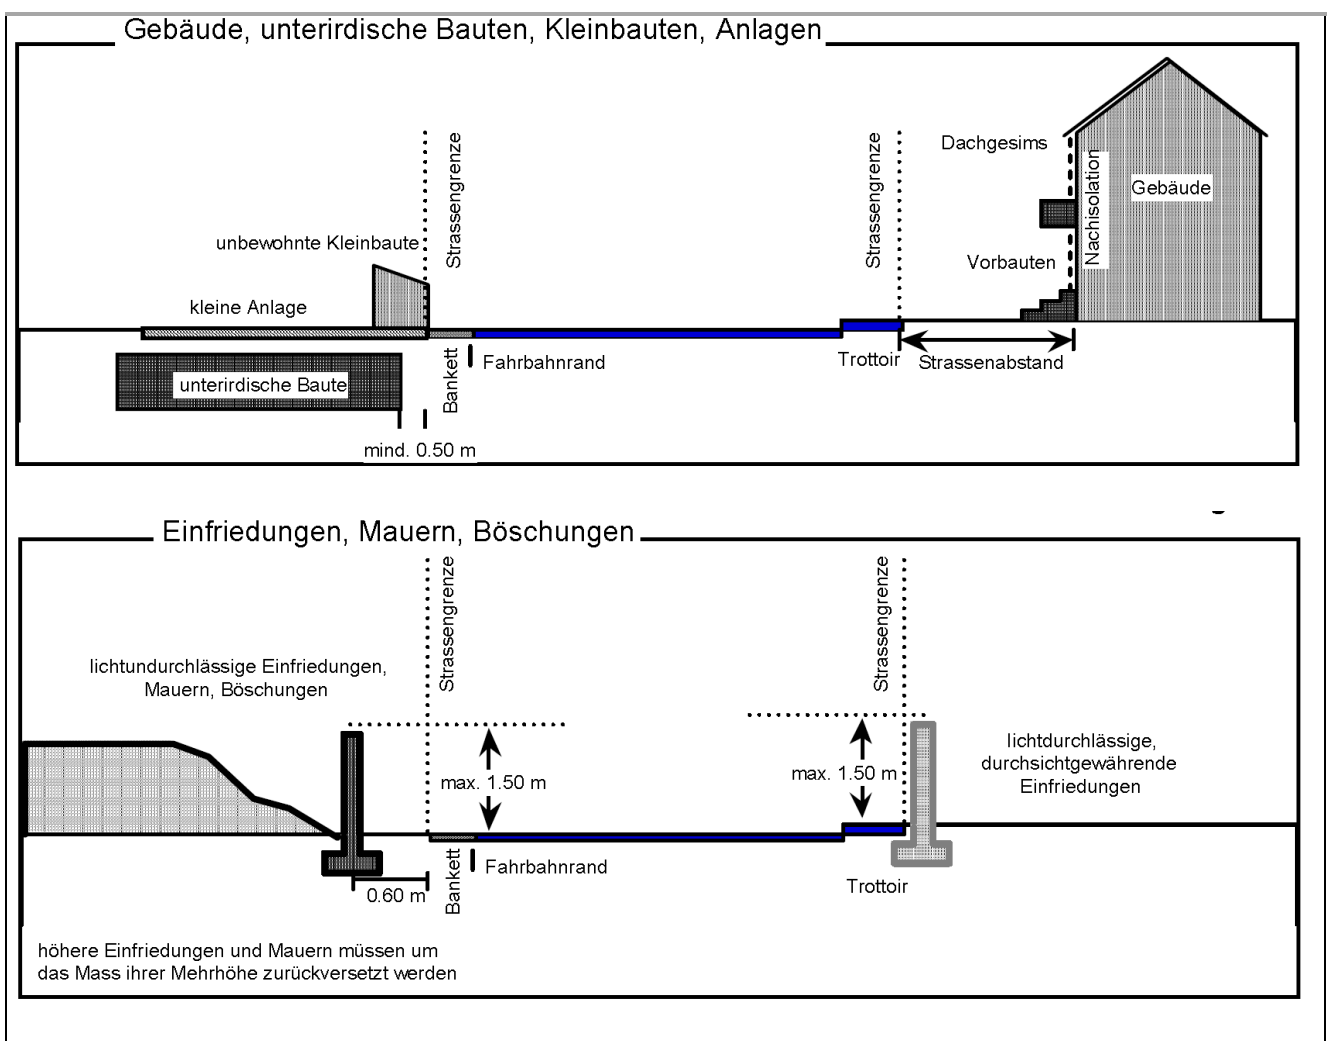 Gebäude, unterirdische Bauten, Kleinbauten, Anlagen
Strassengrenze
Strassengrenze
Dachgesims
Nachisolation
Gebäude
unbewohnte Kleinbaute
Vorbauten
kleine Anlage
Bankett
Fahrbahnrand
Trottoir
Strassenabstand
unterirdische Baute
mind. 0.50 m
Einfriedungen, Mauern, Böschungen
Strassengrenze
Strassengrenze
lichtundurchlässige Einfriedungen,
Mauern, Böschungen
max. 1.50 m
max. 1.50 m
lichtdurchlässige,
durchsichtgewährende
Einfriedungen
Bankett
Fahrbahnrand
Trottoir
0.60 m
höhere Einfriedungen und Mauern müssen um
das Mass ihrer Mehrhöhe zurückversetzt werden